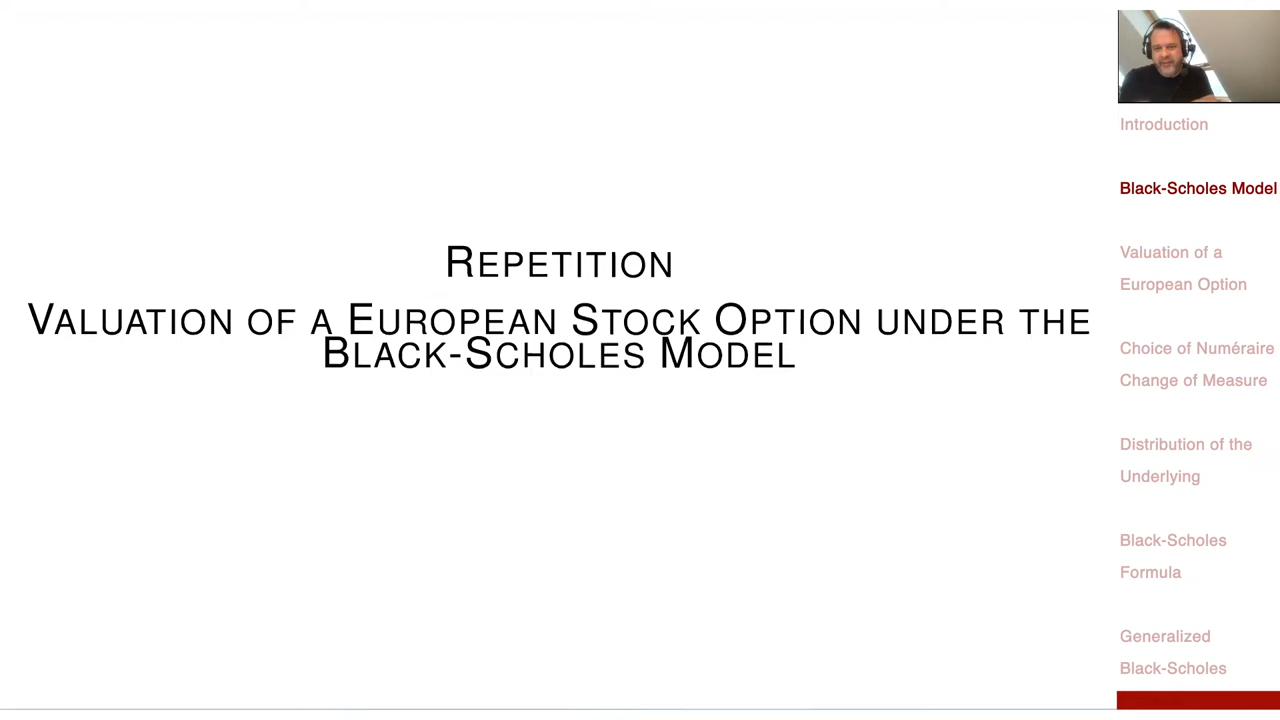 REPETITION
VALUATION OF A EUROPEAN STOCK OPTION UNDER THE
BLACK-SCHOLES MODEL
Introduction
Black-Scholes Model
Valuation of a
European Option
Choice of Numéraire
Change of Measure
Distribution of the
Underlying
Black-Scholes
Formula
Generalized
Black-Scholes